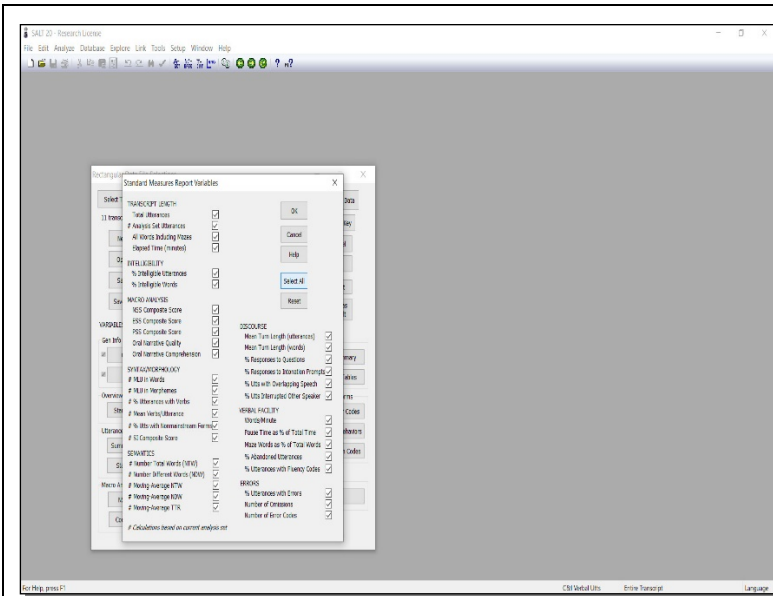 SALT 20 - Research License
File Edit Analyze Database Explore Link Tools Setup Window Help
Standard Measures Report Variables
TRANSCRIPT LENGTH
Total Utterances
# Analysis Set Utterances
All Words Including Mazes
Elapsed Time (minutes)
INTELLIGIBILITY
% Intelligible Utterances
% Intelligible Words
MACRO ANALYSIS
NSS Composite Score
ESS Composite Score
PSS Composite Score
Oral Narrative Quality
Oral Narrative Comprehension
SYNTAX/MORPHOLOGY
# MLU in Words
# MLU in Morphemes
# % Utterances with Verbs
# Mean Verbs/Utterance
# % Utts with Nonmainstream Forms
# SI Composite Score
SEMANTICS
# Number Total Words (NTW)
# Number Different Words (NDW)
# Moving-Average NTW
# Moving-Average NDW
# Moving-Average TTR
# Calculations based on current analysis set
OK
Cancel
Help
Select All
Reset
DISCOURSE
Mean Turn Length (utterances)
Mean Turn Length (words)
% Responses to Questions
% Responses to Intonation Prompts
% Utts with Overlapping Speech
% Utts Interrupted Other Speaker
VERBAL FACILITY
Words/Minute
Pause Time as % of Total Time
Maze Words as % of Total Words
% Abandoned Utterances
% Utterances with Fluency Codes
ERRORS
% Utterances with Errors
Number of Omissions
Number of Error Codes
For Help, press F1
C&I Verbal Utts Entire Transcript Language